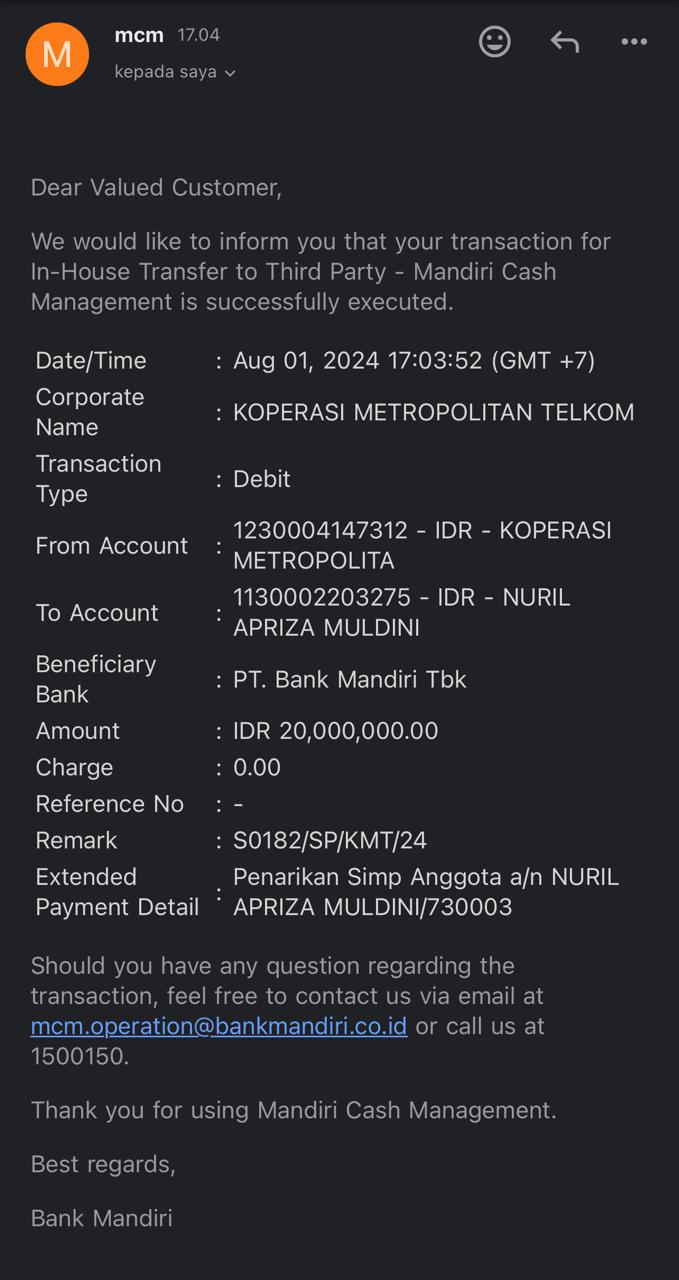 M
mcm 17.04
kepada saya
Dear Valued Customer,
We would like to inform you that your transaction for
In-House Transfer to Third Party - Mandiri Cash
Management is successfully executed.
Date/Time : Aug 01, 2024 17:03:52 (GMT +7)
Corporate
Name : KOPERASI METROPOLITAN TELKOM
Transaction
Type : Debit
From Account : 1230004147312 - IDR - KOPERASI
METROPOLITA
To Account : 1130002203275 - IDR - NURIL
APRIZA MULDINI
Beneficiary
Bank : PT. Bank Mandiri Tbk
Amount : IDR 20,000,000.00
Charge : 0.00
Reference No : -
Remark : S0182/SP/KMT/24
Extended
Payment Detail : Penarikan Simp Anggota a/n NURIL
APRIZA MULDINI/730003
Should you have any question regarding the
transaction, feel free to contact us via email at
mcm.operation@bankmandiri.co.id or call us at
1500150.
Thank you for using Mandiri Cash Management.
Best regards,
Bank Mandiri